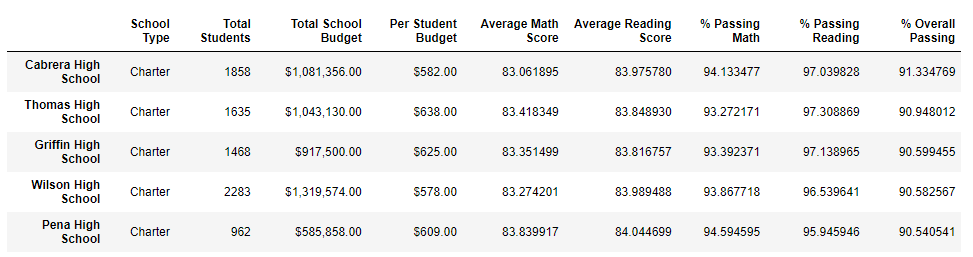 School Type Total Students Total School Budget Per Student Budget Average Math Score Average Reading Score % Passing Math % Passing Reading % Overall Passing
Cabrera High School Charter 1858 $1,081,356.00 $582.00 83.061895 83.975780 94.133477 97.039828 91.334769
Thomas High School Charter 1635 $1,043,130.00 $638.00 83.418349 83.848930 93.272171 97.308869 90.948012
Griffin High School Charter 1468 $917,500.00 $625.00 83.351499 83.816757 93.392371 97.138965 90.599455
Wilson High School Charter 2283 $1,319,574.00 $578.00 83.274201 83.989488 93.867718 96.539641 90.582567
Pena High School Charter 962 $585,858.00 $609.00 83.839917 84.044699 94.594595 95.945946 90.540541